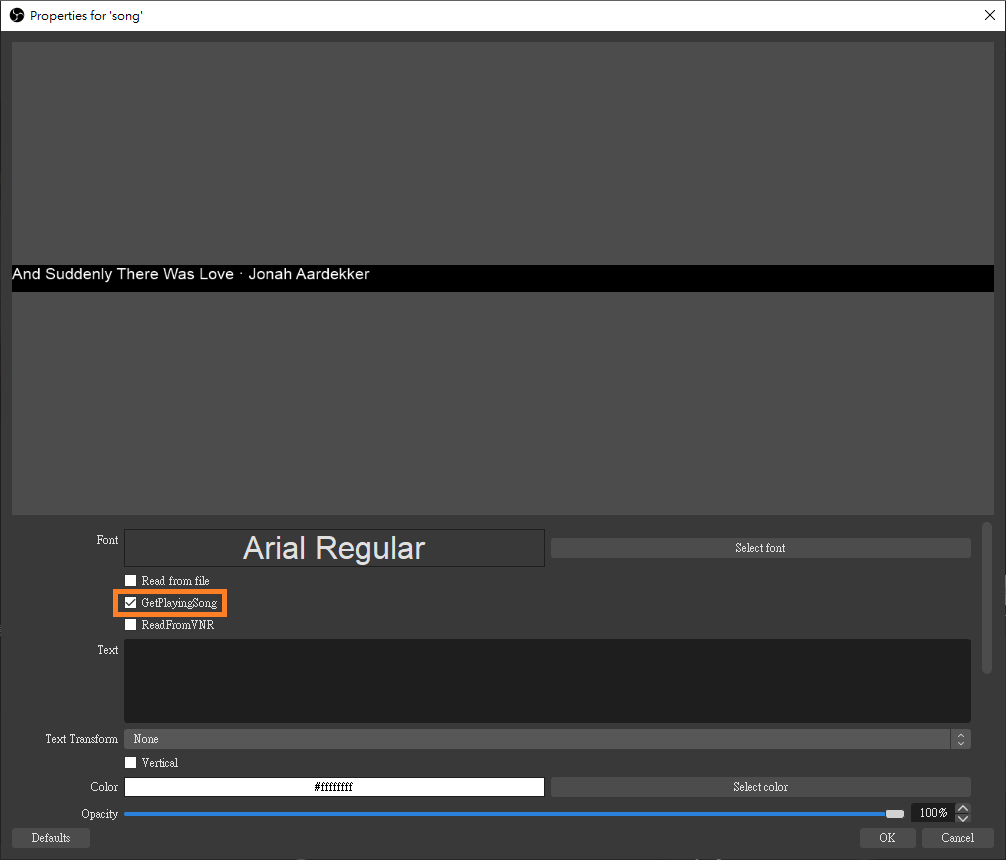 Properties for 'song'
And Suddenly There Was Love · Jonah Aardekker
Font
Arial Regular
Select font
Read from file
GetPlayingSong
ReadFromVNR
Text
Text Transform
None
Vertical
Color
#ffffffff
Select color
Opacity
100%
Defaults
OK
Cancel